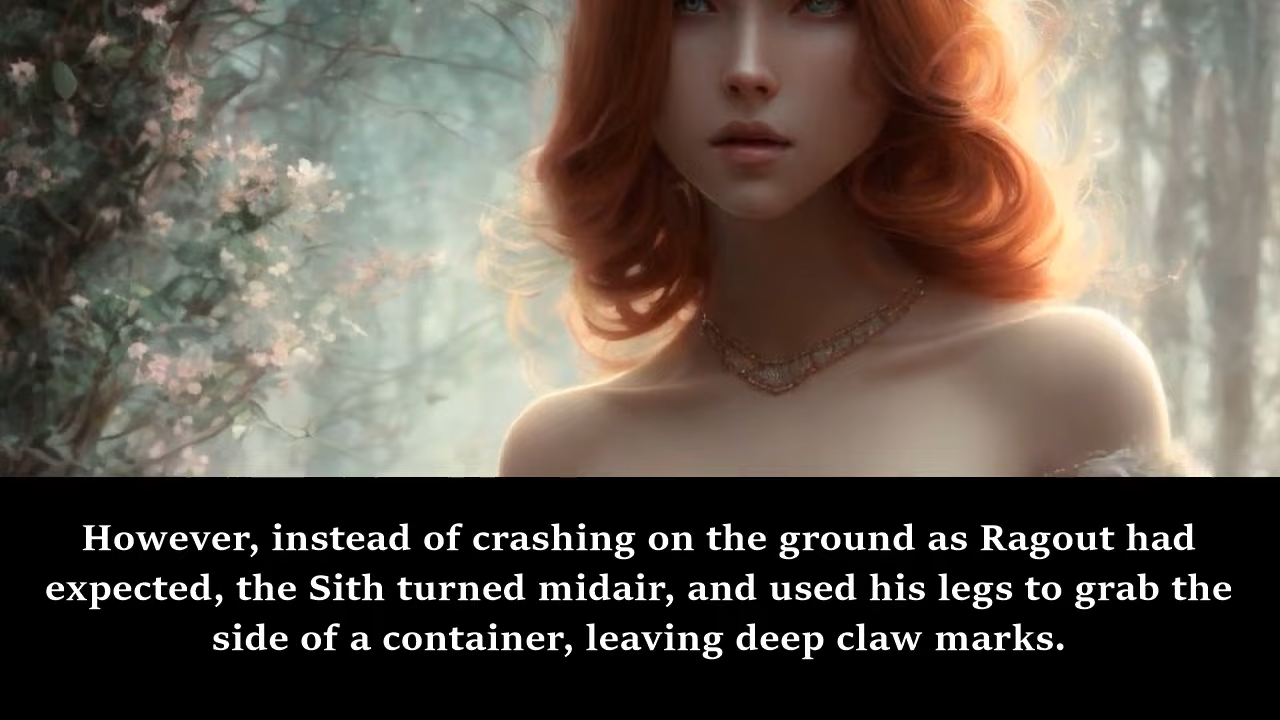 However, instead of crashing on the ground as Ragout had
expected, the Sith turned midair, and used his legs to grab the
side of a container, leaving deep claw marks.